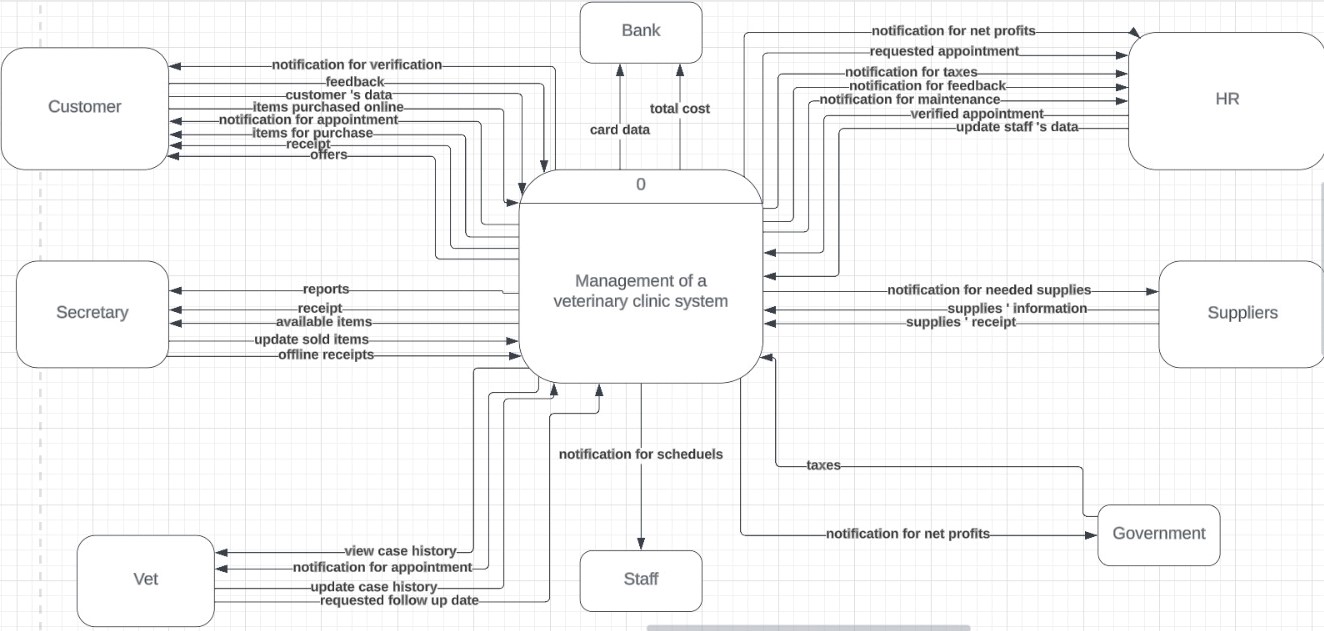 Bank
notification for net profits
requested appointment
notification for taxes
notification for feedback
notification for maintenance
verified appointment
update staff 's data
HR
notification for verification
feedback
customer 's data
items purchased online
notification for appointment
items for purchase
receipt
offers
Customer
card data
total cost
0
Management of a
veterinary clinic system
reports
receipt
available items
update sold items
offline receipts
Secretary
notification for needed supplies
supplies ' information
supplies ' receipt
Suppliers
notification for scheduels
taxes
notification for net profits
Government
view case history
notification for appointment
update case history
requested follow up date
Vet
Staff